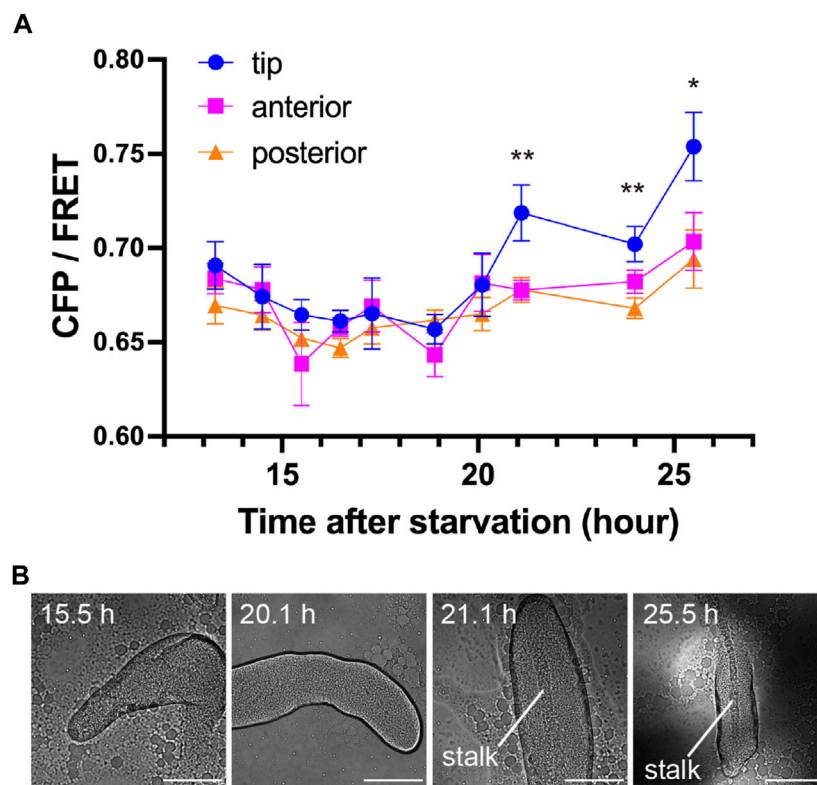 A
0.80
0.75
0.70
0.65
0.60
CFP / FRET
tip
anterior
posterior
**
**
*
15
20
25
Time after starvation (hour)
B
15.5 h
20.1 h
21.1 h
25.5 h
stalk
stalk